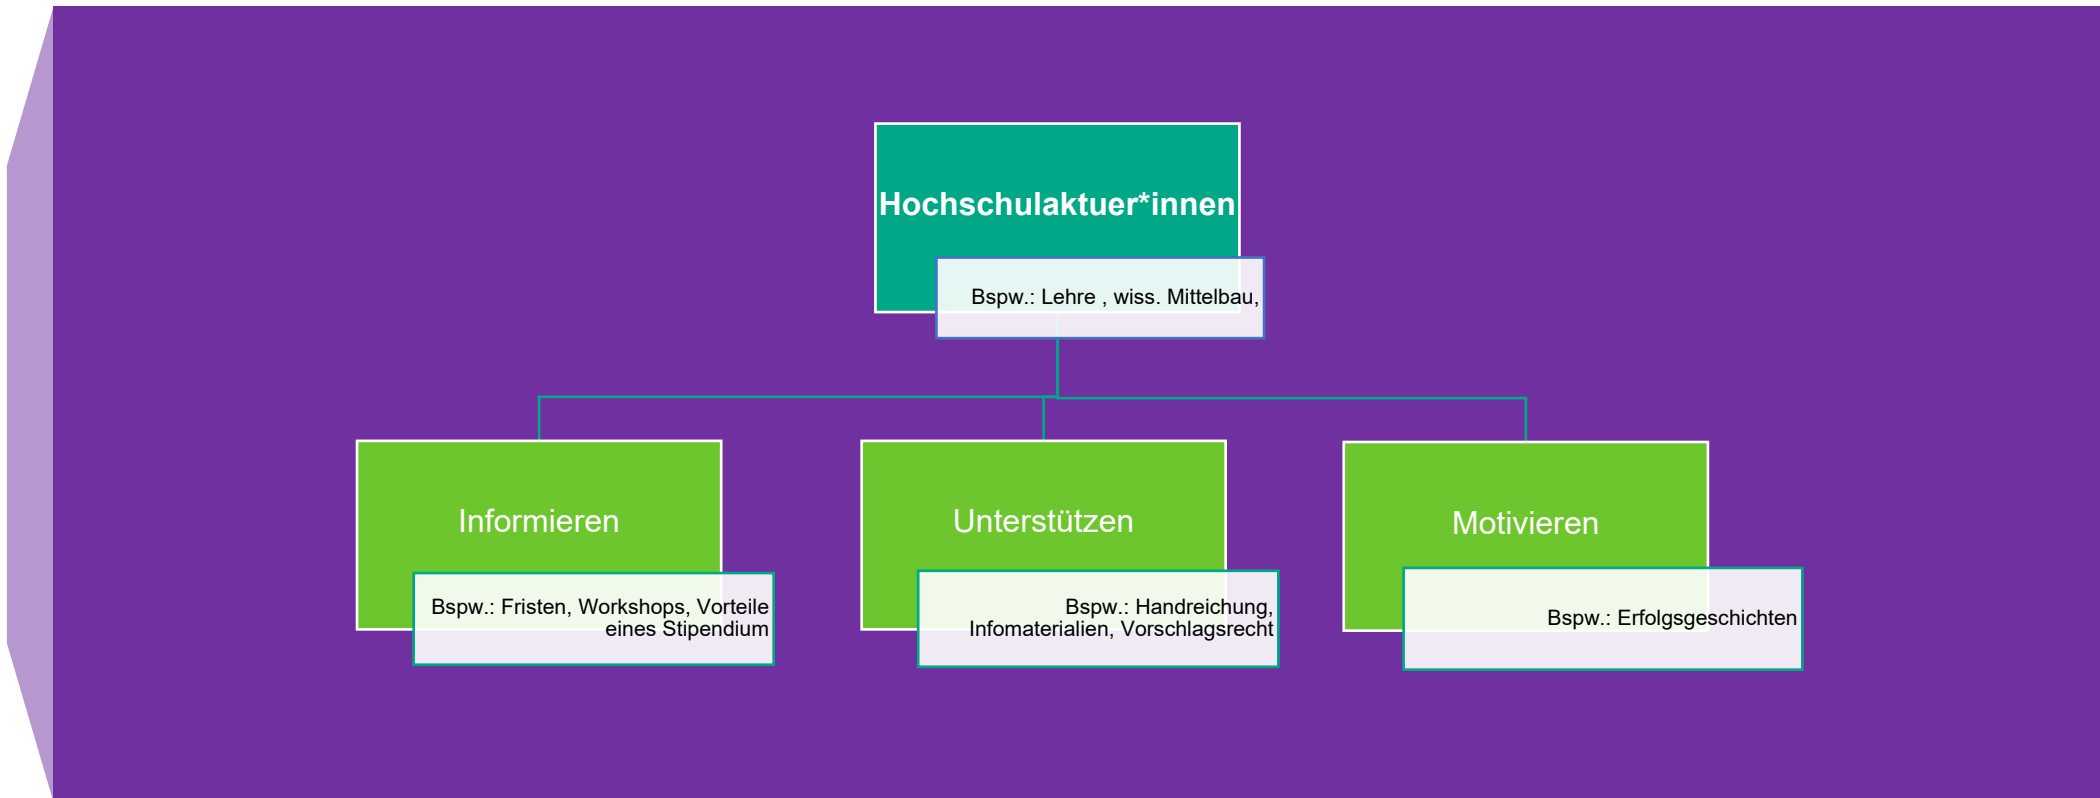 Hochschulaktuer*innen
Bspw.: Lehre , wiss. Mittelbau,
Informieren
Bspw.: Fristen, Workshops, Vorteile
eines Stipendium
Unterstützen
Bspw.: Handreichung,
Infomaterialien, Vorschlagsrecht
Motivieren
Bspw.: Erfolgsgeschichten